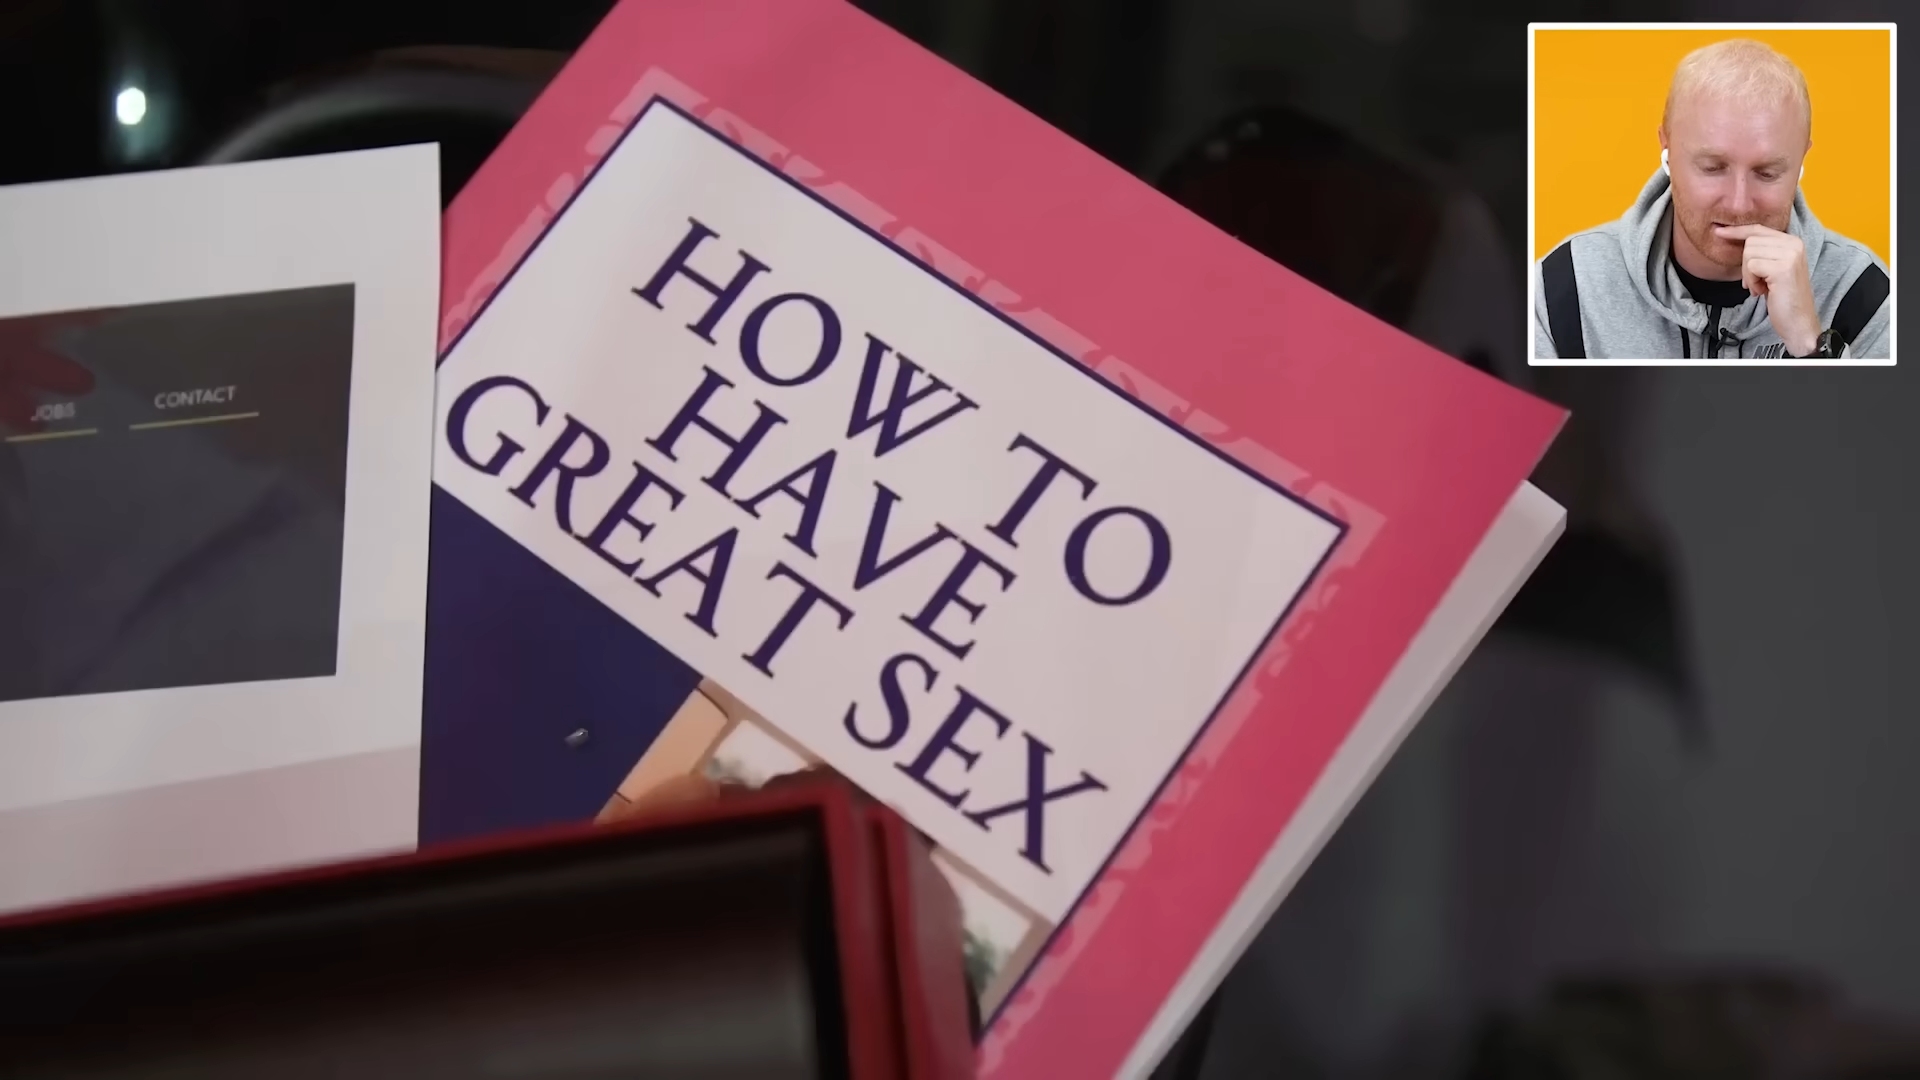 HOW TO
HAVE
GREAT SEX
JOBS
CONTACT